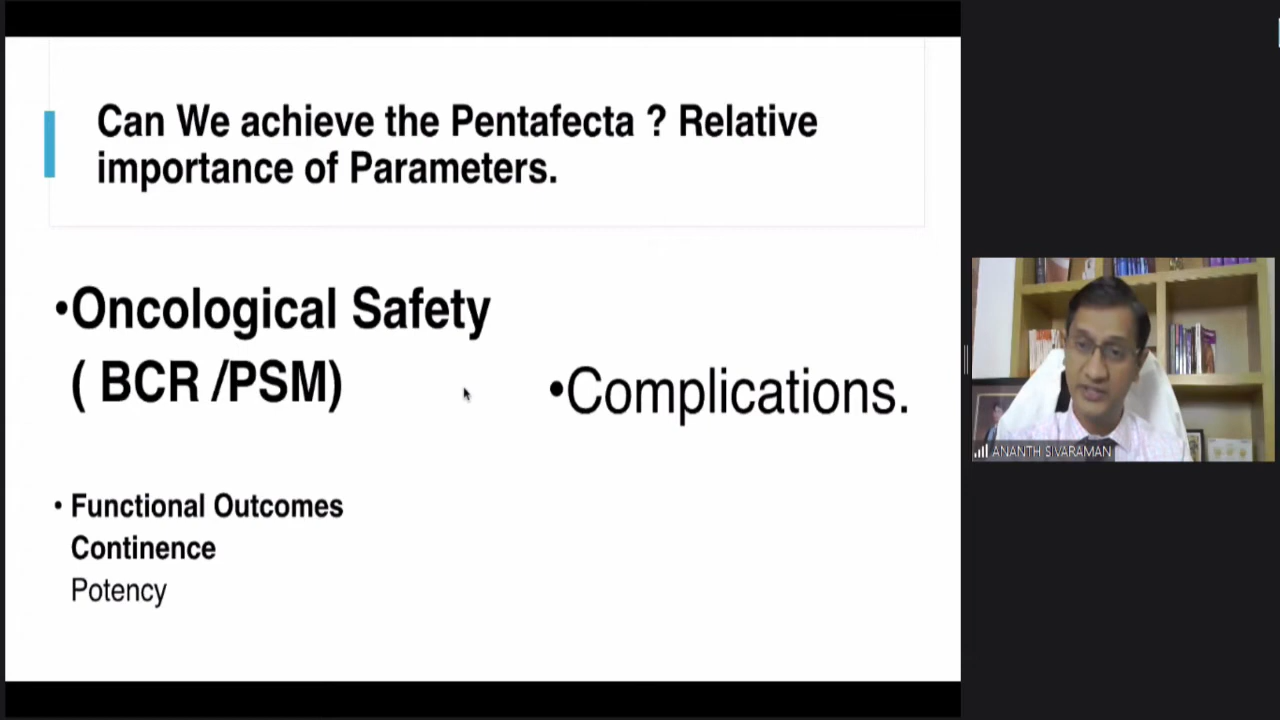 Can We achieve the Pentafecta ? Relative
importance of Parameters.
•Oncological Safety
( BCR /PSM)
•Complications.
• Functional Outcomes
Continence
Potency
ANANTH SIVARAMAN